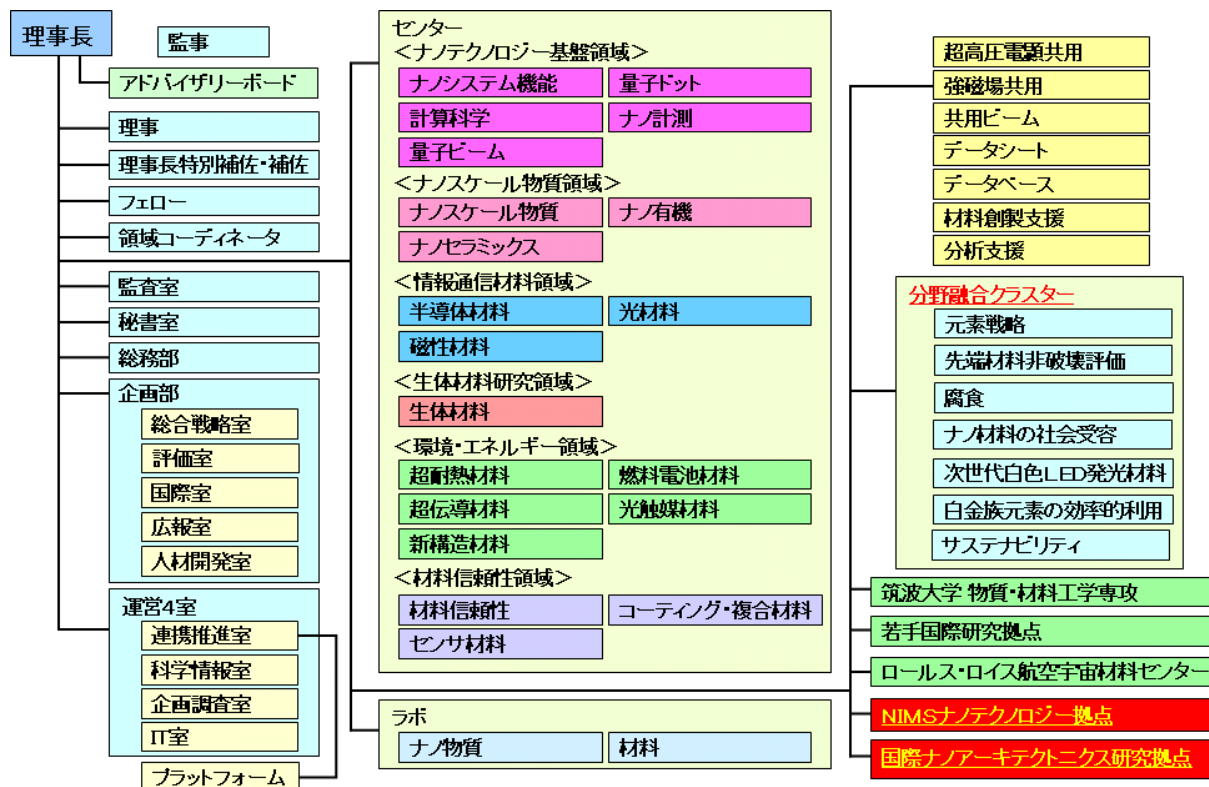 理事長
監事
アドバイザリーボード
理事
理事長特別補佐・補佐
フェロー
領域コーディネータ
監査室
秘書室
総務部
企画部
総合戦略室
評価室
国際室
広報室
人材開発室
運営4室
連携推進室
科学情報室
企画調査室
IT室
プラットフォーム
センター
<ナノテクノロジー基盤領域>
ナノシステム機能
量子ドット
計算科学
ナノ計測
量子ビーム
<ナノスケール物質領域>
ナノスケール物質
ナノ有機
ナノセラミックス
<情報通信材料領域>
半導体材料
光材料
磁性材料
<生体材料研究領域>
生体材料
<環境・エネルギー領域>
超耐熱材料
燃料電池材料
超伝導材料
光触媒材料
新構造材料
<材料信頼性領域>
材料信頼性
コーティング・複合材料
センサ材料
ラボ
ナノ物質
材料
超高圧電顕共用
強磁場共用
共用ビーム
データシート
データベース
材料創製支援
分析支援
分野融合クラスター
元素戦略
先端材料非破壊評価
腐食
ナノ材料の社会受容
次世代白色LED発光材料
白金族元素の効率的利用
サステナビリティ
筑波大学 物質・材料工学専攻
若手国際研究拠点
ロールス・ロイス航空宇宙材料センター
NIMSナノテクノロジー拠点
国際ナノアーキテクトニクス研究拠点